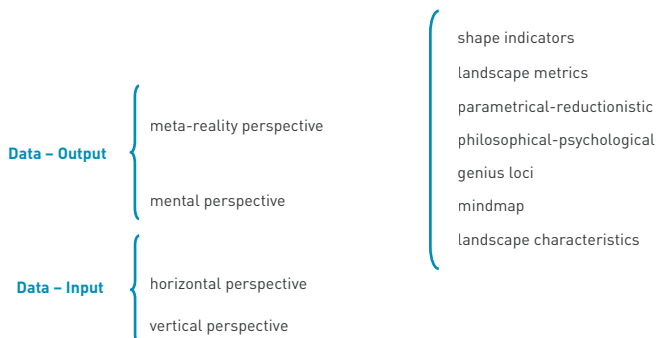 Data – Output
meta-reality perspective
mental perspective
Data – Input
horizontal perspective
vertical perspective
shape indicators
landscape metrics
parametrical-reductionistic
philosophical-psychological
genius loci
mindmap
landscape characteristics